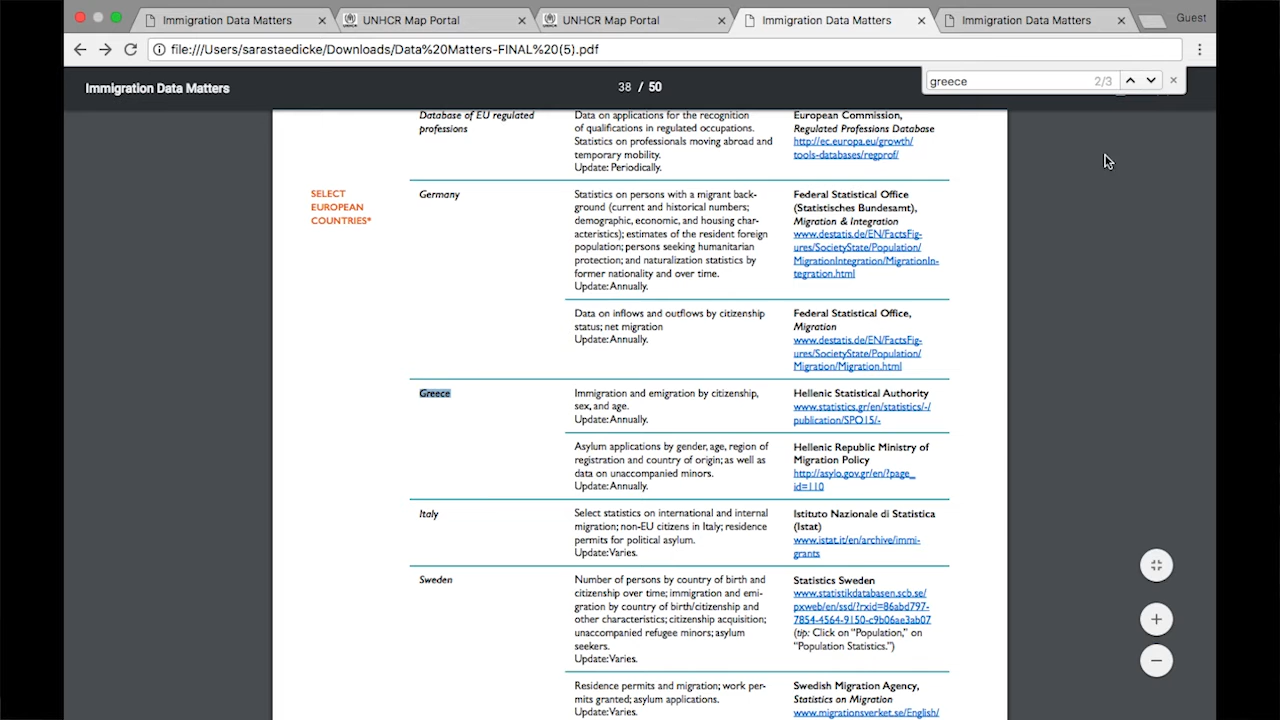 Immigration Data Matters
UNHCR Map Portal
UNHCR Map Portal
Immigration Data Matters
Immigration Data Matters
Guest
file:///Users/sarastaedicke/Downloads/Data%20Matters-FINAL%20(5).pdf
Immigration Data Matters
38 / 50
greece
2/3
Database of EU regulated
professions
Data on applications for the recognition
of qualifications in regulated occupations.
Statistics on professionals moving abroad and
temporary mobility.
Update: Periodically.
European Commission,
Regulated Professions Database
http://ec.europa.eu/growth/
tools-databases/regprof/
SELECT
EUROPEAN
COUNTRIES*
Germany
Statistics on persons with a migrant back-
ground (current and historical numbers;
demographic, economic, and housing char-
acteristics); estimates of the resident foreign
population; persons seeking humanitarian
protection; and naturalization statistics by
former nationality and over time.
Update: Annually.
Federal Statistical Office
(Statistisches Bundesamt),
Migration & Integration
www.destatis.de/EN/FactsFig-
ures/SocietyState/Population/
MigrationIntegration/MigrationIn-
tegration.html
Data on inflows and outflows by citizenship
status; net migration
Update: Annually.
Federal Statistical Office,
Migration
www.destatis.de/EN/FactsFig-
ures/SocietyState/Population/
Migration/Migration.html
Greece
Immigration and emigration by citizenship,
sex, and age.
Update: Annually.
Hellenic Statistical Authority
www.statistics.gr/en/statistics/-/
publication/SPO15/-
Asylum applications by gender, age, region of
registration and country of origin; as well as
data on unaccompanied minors.
Update: Annually.
Hellenic Republic Ministry of
Migration Policy
http://asylo.gov.gr/en/?page_
id=110
Italy
Select statistics on international and internal
migration; non-EU citizens in Italy; residence
permits for political asylum.
Update: Varies.
Istituto Nazionale di Statistica
(Istat)
www.istat.it/en/archive/immi-
grants
Sweden
Number of persons by country of birth and
citizenship over time; immigration and emi-
gration by country of birth/citizenship and
other characteristics; citizenship acquisition;
unaccompanied refugee minors; asylum
seekers.
Update: Varies.
Statistics Sweden
www.statistikdatabasen.scb.se/
pxweb/en/ssd/?rxid=86abd797-
7854-4564-9150-c9b06ae3ab07
(tip: Click on “Population,” on
“Population Statistics.”)
Residence permits and migration; work per-
mits granted; asylum applications.
Update: Varies.
Swedish Migration Agency,
Statistics on Migration
www.migrationsverket.se/English/